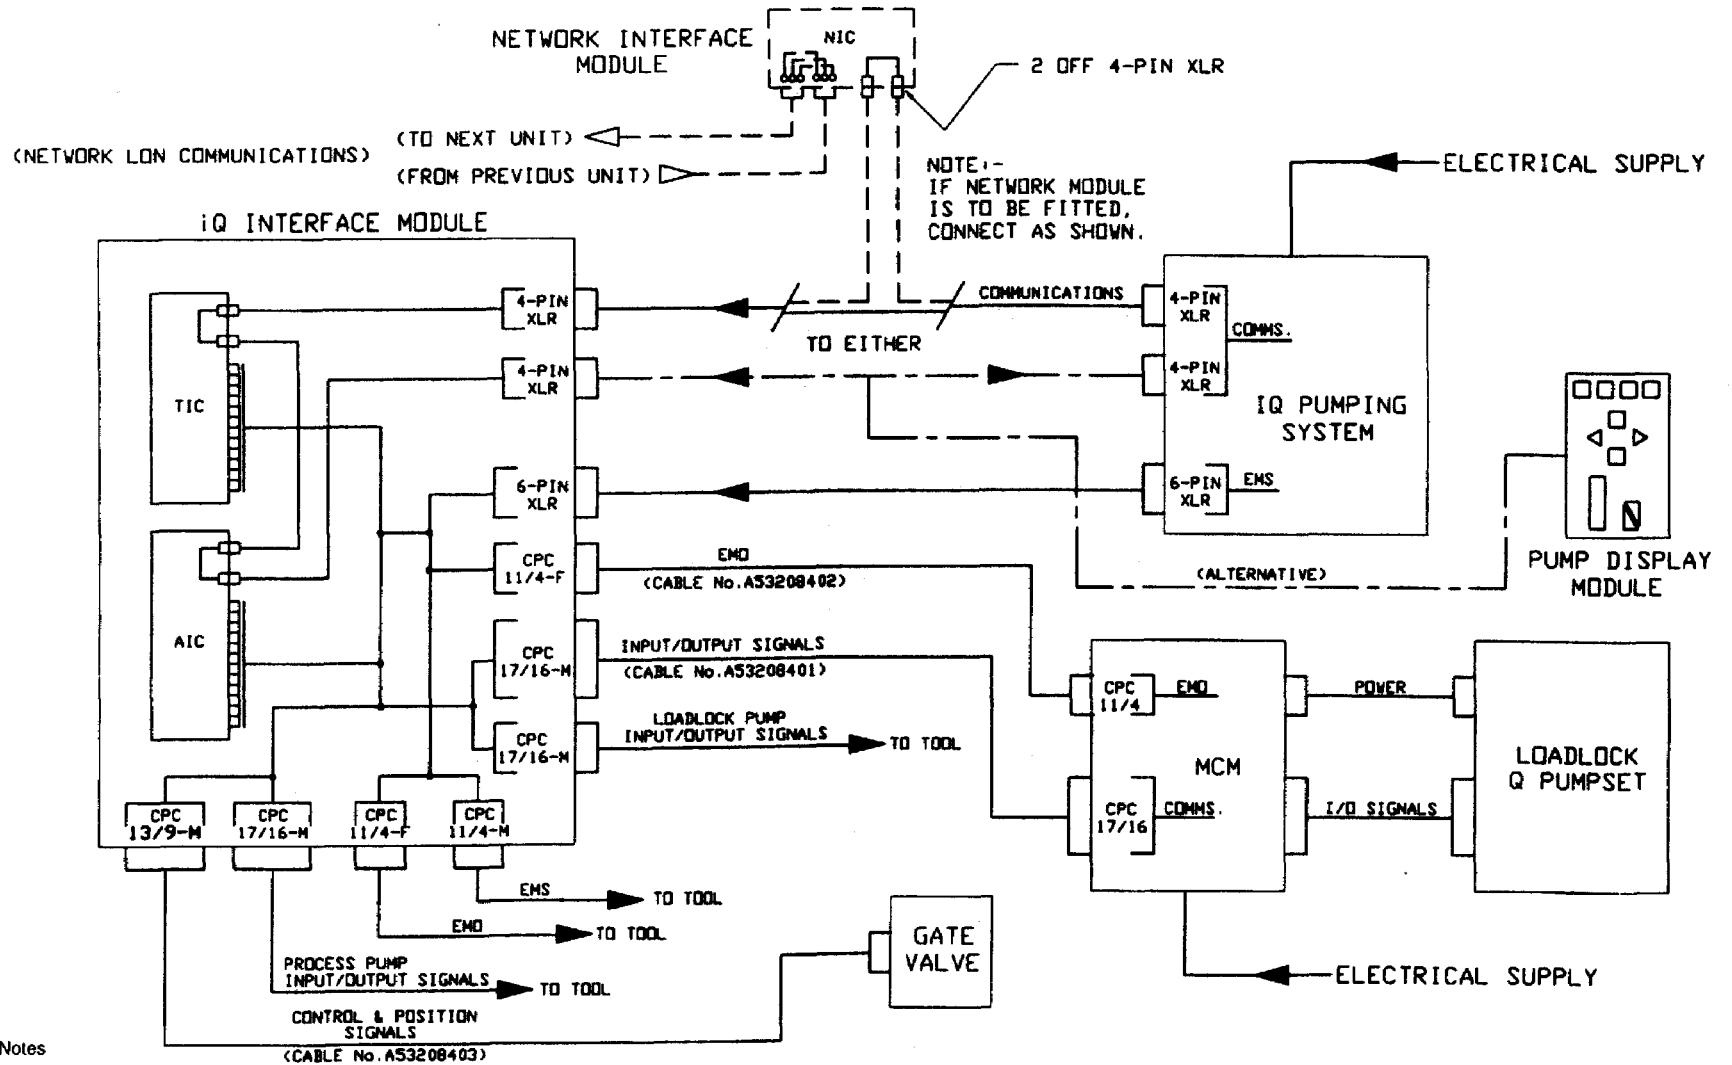 NETWORK INTERFACE
MODULE
NIC
2 OFF 4-PIN XLR
(NETWORK LON COMMUNICATIONS)
(TO NEXT UNIT)
(FROM PREVIOUS UNIT)
NOTE:-
IF NETWORK MODULE
IS TO BE FITTED,
CONNECT AS SHOWN.
ELECTRICAL SUPPLY
iQ INTERFACE MODULE
TIC
AIC
4-PIN
XLR
4-PIN
XLR
6-PIN
XLR
CPC
11/4-F
CPC
17/16-M
CPC
17/16-M
CPC
13/9-M
CPC
17/16-M
CPC
11/4-F
CPC
11/4-M
COMMUNICATIONS
TO EITHER
4-PIN
XLR
COMMS.
4-PIN
XLR
IQ PUMPING
SYSTEM
6-PIN
XLR
EMS
PUMP DISPLAY
MODULE
(ALTERNATIVE)
EMO
(CABLE No.A53208402)
INPUT/OUTPUT SIGNALS
(CABLE No.A53208401)
LOADLOCK PUMP
INPUT/OUTPUT SIGNALS
TO TOOL
CPC
11/4
EMO
MCM
CPC
17/16
COMMS.
POWER
I/O SIGNALS
LOADLOCK
Q PUMPSET
ELECTRICAL SUPPLY
EMS
TO TOOL
EMO
TO TOOL
PROCESS PUMP
INPUT/OUTPUT SIGNALS
TO TOOL
CONTROL & POSITION
SIGNALS
(CABLE No.A53208403)
GATE
VALVE
Notes